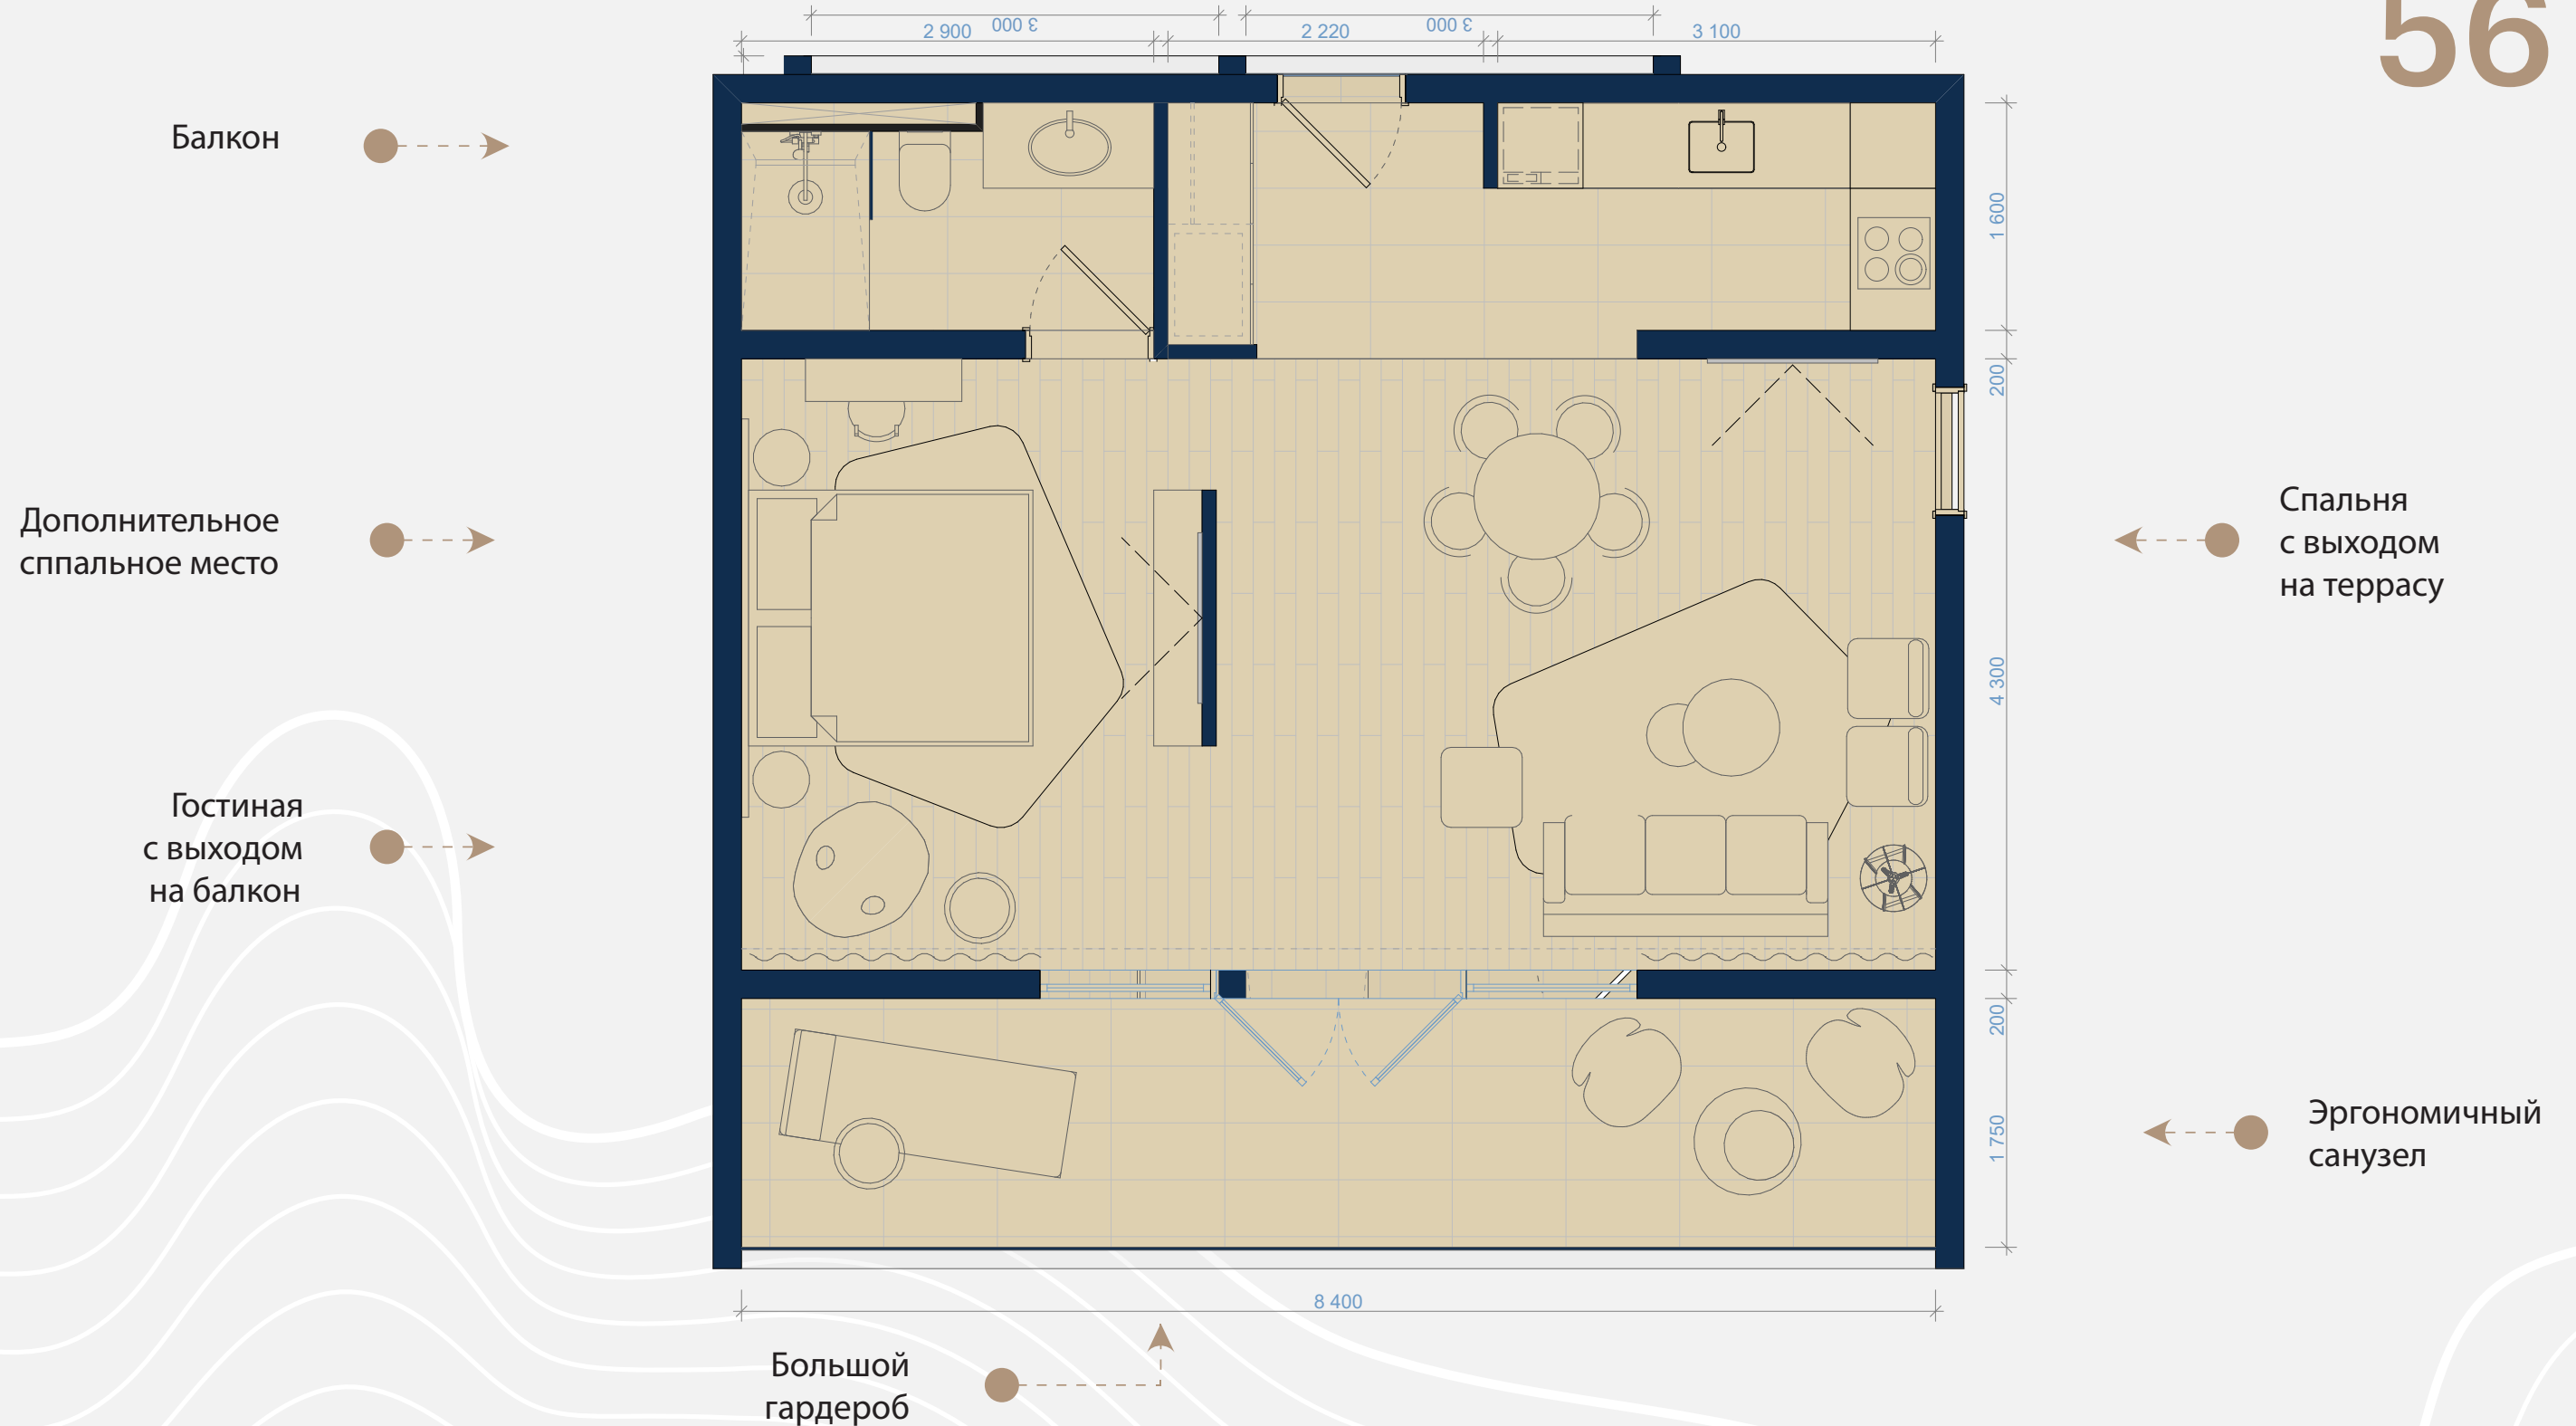 56
3 000
3 000
2 900
2 220
3 100
Балкон
1 600
200
Дополнительное
сппальное место
Спальня
с выходом
на террасу
4 300
Гостиная
с выходом
на балкон
200
1 750
Эргономичный
санузел
8 400
Большой
гардероб